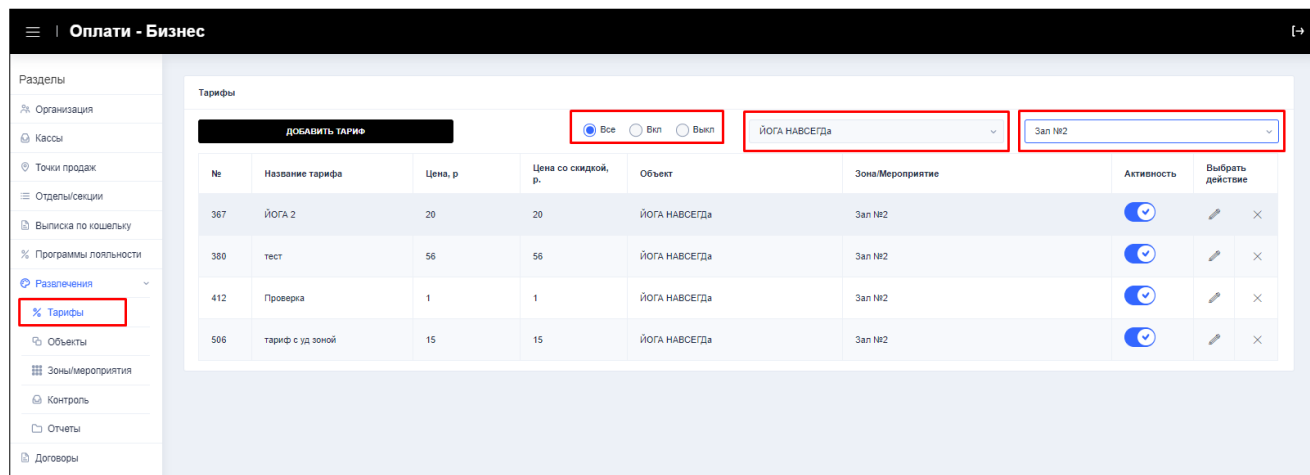 Оплати - Бизнес
Разделы
Организация
Кассы
Точки продаж
Отделы/секции
Выписка по кошельку
Программы лояльности
Развлечения
Тарифы
Объекты
Зоны/мероприятия
Контроль
Отчеты
Договоры
Тарифы
ДОБАВИТЬ ТАРИФ Все Вкл Выкл ЙОГА НАВСЕГДа Зал №2
№ Название тарифа Цена, р Цена со скидкой, р. Объект Зона/Мероприятие Активность Выбрать действие
367 ЙОГА 2 20 20 ЙОГА НАВСЕГДа Зал №2
380 тест 56 56 ЙОГА НАВСЕГДа Зал №2
412 Проверка 1 1 ЙОГА НАВСЕГДа Зал №2
506 тариф с уд зоной 15 15 ЙОГА НАВСЕГДа Зал №2